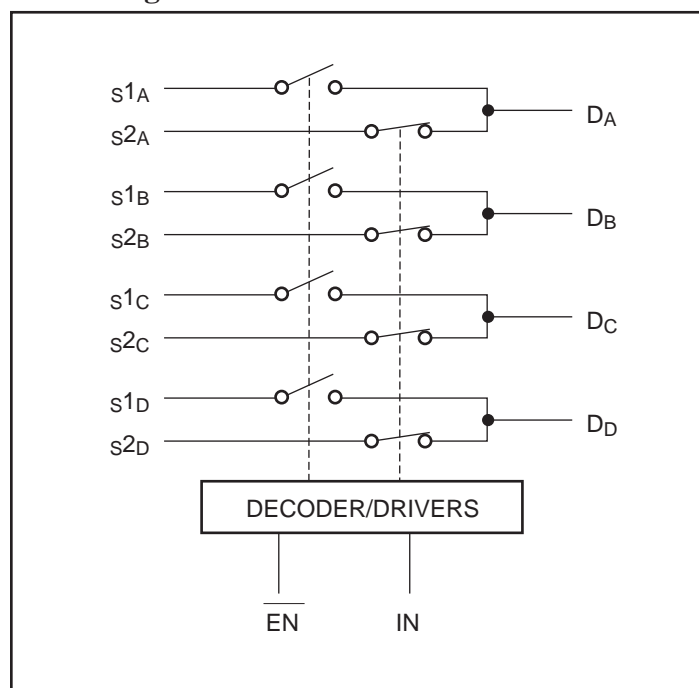 S1A
DA
S2A
S1B
DB
S2B
S1C
DC
S2C
S1D
DD
S2D
DECODER/DRIVERS
EN IN